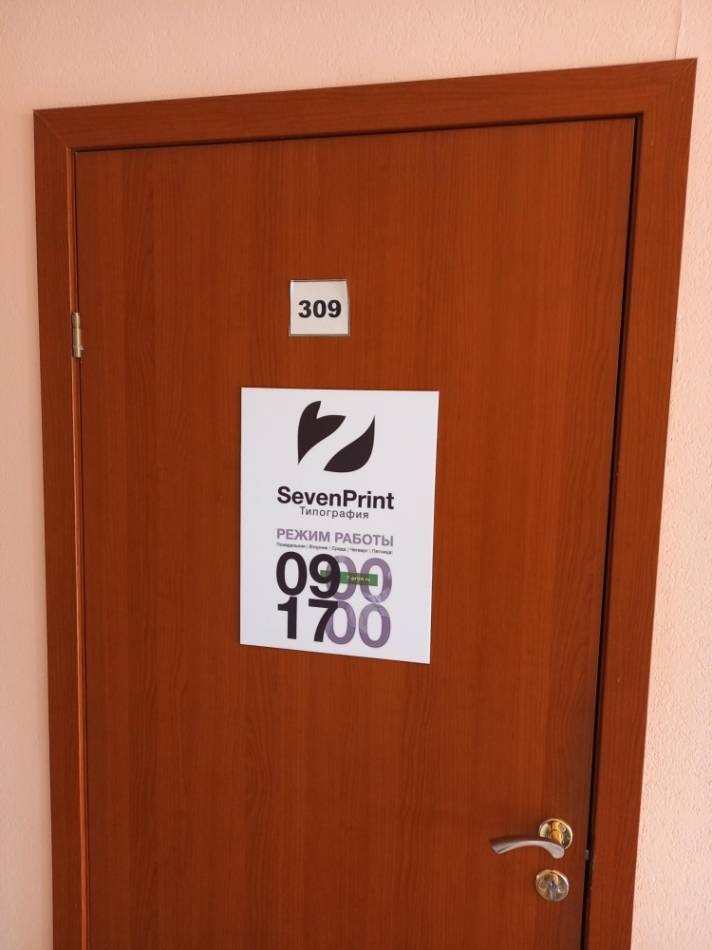 309
SevenPrint
Типография
РЕЖИМ РАБОТЫ
Понедельник | Вторник | Среда | Четверг | Пятница
0900
1700